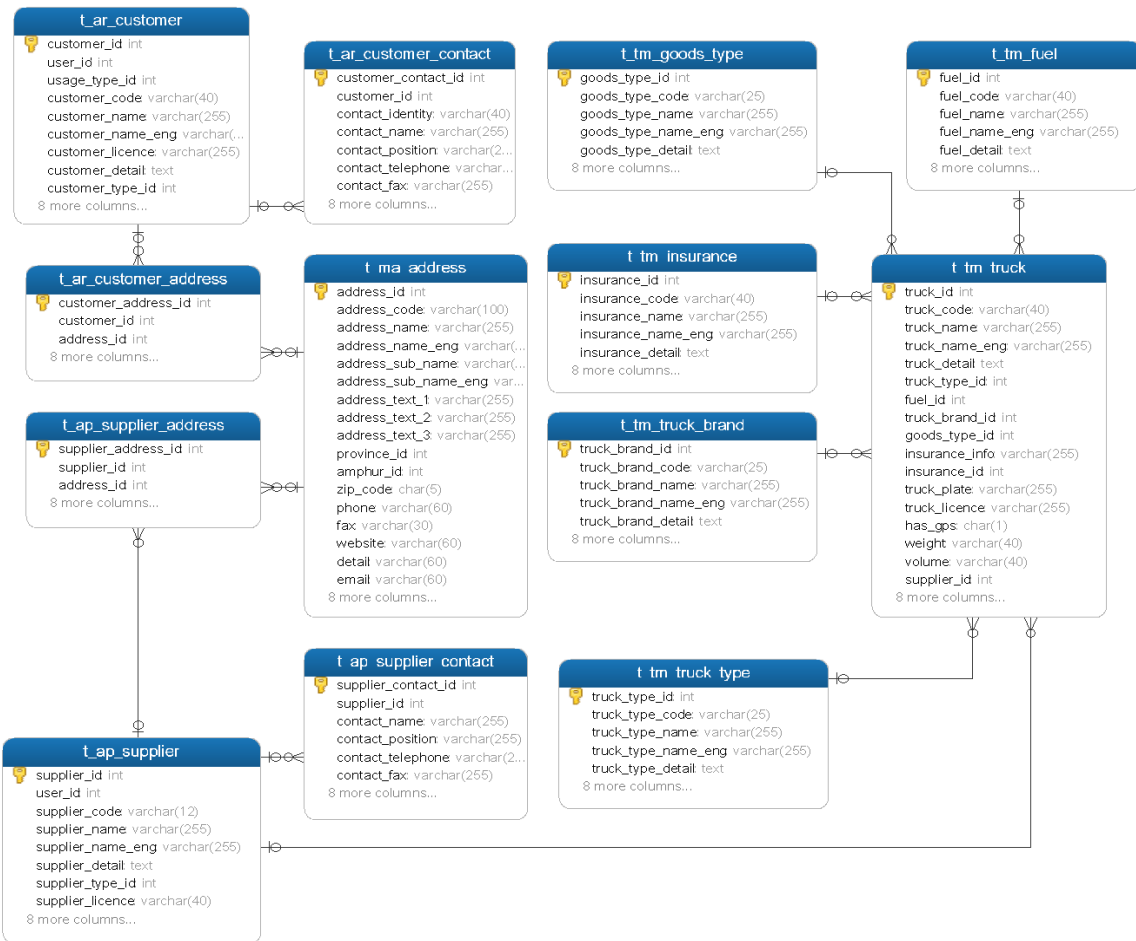 t_ar_customer
customer_id: int
user_id: int
usage_type_id: int
customer_code: varchar(40)
customer_name: varchar(255)
customer_name_eng: varchar(...
customer_licence: varchar(255)
customer_detail: text
customer_type_id: int
8 more columns...
t_ar_customer_contact
customer_contact_id: int
customer_id: int
contact_identity: varchar(40)
contact_name: varchar(255)
contact_position: varchar(2...
contact_telephone: varchar...
contact_fax: varchar(255)
8 more columns...
t_tm_goods_type
goods_type_id: int
goods_type_code: varchar(25)
goods_type_name: varchar(255)
goods_type_name_eng: varchar(255)
goods_type_detail: text
8 more columns...
t_tm_fuel
fuel_id: int
fuel_code: varchar(40)
fuel_name: varchar(255)
fuel_name_eng: varchar(255)
fuel_detail: text
8 more columns...
t_ar_customer_address
customer_address_id: int
customer_id: int
address_id: int
8 more columns...
t_ma_address
address_id: int
address_code: varchar(100)
address_name: varchar(255)
address_name_eng: varchar(...
address_sub_name: varchar(...
address_sub_name_eng: var...
address_text_1: varchar(255)
address_text_2: varchar(255)
address_text_3: varchar(255)
province_id: int
amphur_id: int
zip_code: char(5)
phone: varchar(60)
fax: varchar(30)
website: varchar(60)
detail: varchar(60)
email: varchar(60)
8 more columns...
t_tm_insurance
insurance_id: int
insurance_code: varchar(40)
insurance_name: varchar(255)
insurance_name_eng: varchar(255)
insurance_detail: text
8 more columns...
t_tm_truck
truck_id: int
truck_code: varchar(40)
truck_name: varchar(255)
truck_name_eng: varchar(255)
truck_detail: text
truck_type_id: int
fuel_id: int
truck_brand_id: int
goods_type_id: int
insurance_info: varchar(255)
insurance_id: int
truck_plate: varchar(255)
truck_licence: varchar(255)
has_gps: char(1)
weight: varchar(40)
volume: varchar(40)
supplier_id: int
8 more columns...
t_ap_supplier_address
supplier_address_id: int
supplier_id: int
address_id: int
8 more columns...
t_tm_truck_brand
truck_brand_id: int
truck_brand_code: varchar(25)
truck_brand_name: varchar(255)
truck_brand_name_eng: varchar(255)
truck_brand_detail: text
8 more columns...
t_ap_supplier_contact
supplier_contact_id: int
supplier_id: int
contact_name: varchar(255)
contact_position: varchar(255)
contact_telephone: varchar(2...
contact_fax: varchar(255)
8 more columns...
t_tm_truck_type
truck_type_id: int
truck_type_code: varchar(25)
truck_type_name: varchar(255)
truck_type_name_eng: varchar(255)
truck_type_detail: text
8 more columns...
t_ap_supplier
supplier_id: int
user_id: int
supplier_code: varchar(12)
supplier_name: varchar(255)
supplier_name_eng: varchar(255)
supplier_detail: text
supplier_type_id: int
supplier_licence: varchar(40)
8 more columns...